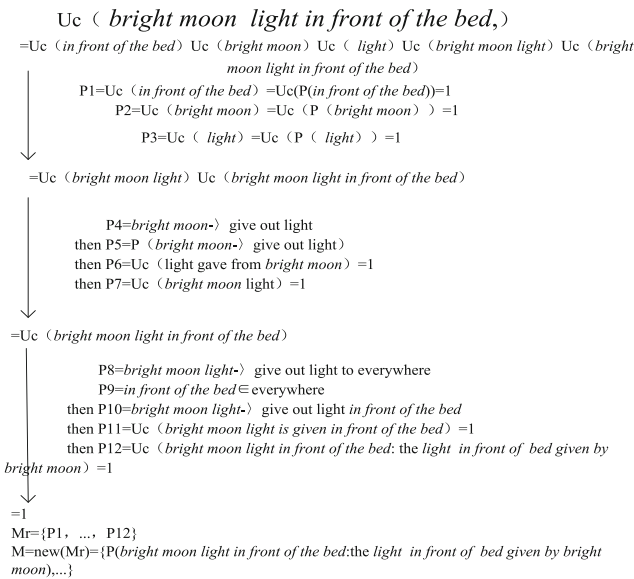 Uc（bright moon light in front of the bed,）
=Uc（in front of the bed）Uc（bright moon）Uc（ light）Uc（bright moon light）Uc（bright
moon light in front of the bed）
P1=Uc（in front of the bed）=Uc(P(in front of the bed))=1
P2=Uc（bright moon）=Uc（P（bright moon））=1
P3=Uc（ light）=Uc（P（ light））=1
=Uc（bright moon light）Uc（bright moon light in front of the bed）
P4=bright moon-〉give out light
then P5=P（bright moon-〉give out light）
then P6=Uc（light gave from bright moon）=1
then P7=Uc（bright moon light）=1
=Uc（bright moon light in front of the bed）
P8=bright moon light-〉give out light to everywhere
P9=in front of the bed∈everywhere
then P10=bright moon light-〉give out light in front of the bed
then P11=Uc（bright moon light is given in front of the bed）=1
then P12=Uc（bright moon light in front of the bed: the light in front of bed given by
bright moon）=1
=1
Mr={P1，...，P12}
M=new(Mr)={P(bright moon light in front of the bed:the light in front of bed given by bright
moon),...}